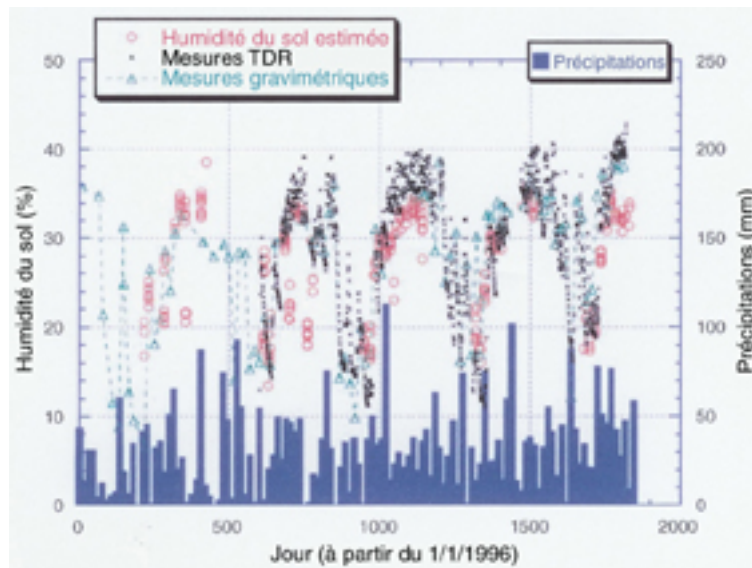 Humidité du sol estimée
Mesures TDR
Mesures gravimétriques
Précipitations
50
40
30
20
10
0
Humidité du sol (%)
250
200
150
100
50
0
Précipitations (mm)
0
500
1000
1500
2000
Jour (à partir du 1/1/1996)